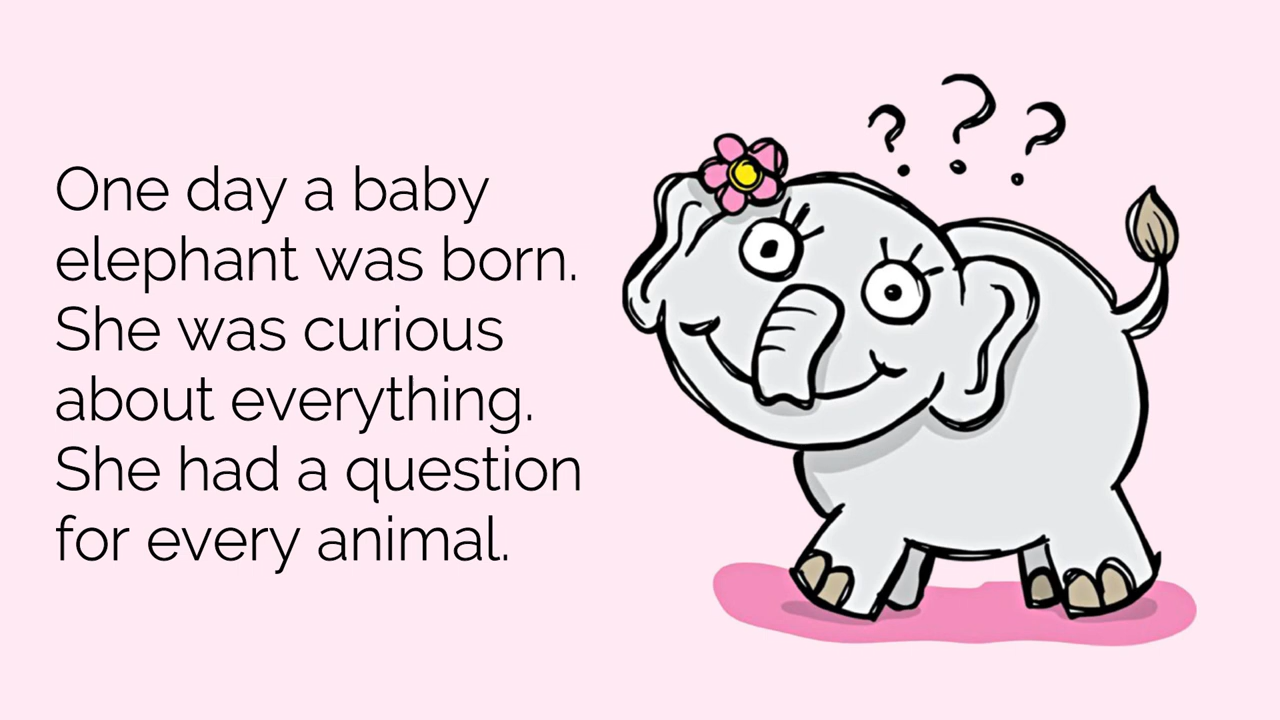 One day a baby
elephant was born.
She was curious
about everything.
She had a question
for every animal.
? ? ?